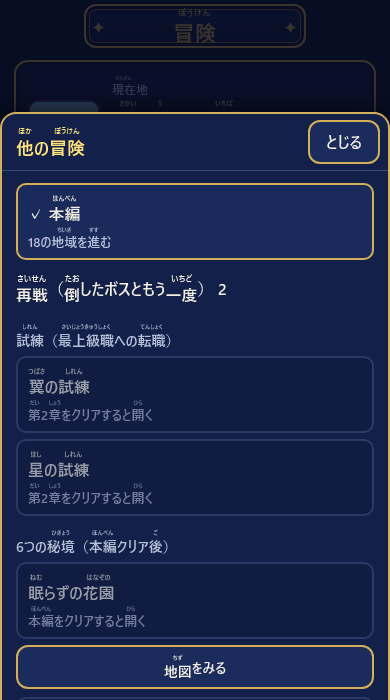 冒険
現在地
他の冒険
とじる
✓ 本編
18の地域を進む
再戦（倒したボスともう一度） 2
試練（最上級職への転職）
翼の試練
第2章をクリアすると開く
星の試練
第2章をクリアすると開く
6つの秘境（本編クリア後）
眠らずの花園
本編をクリアすると開く
地図をみる